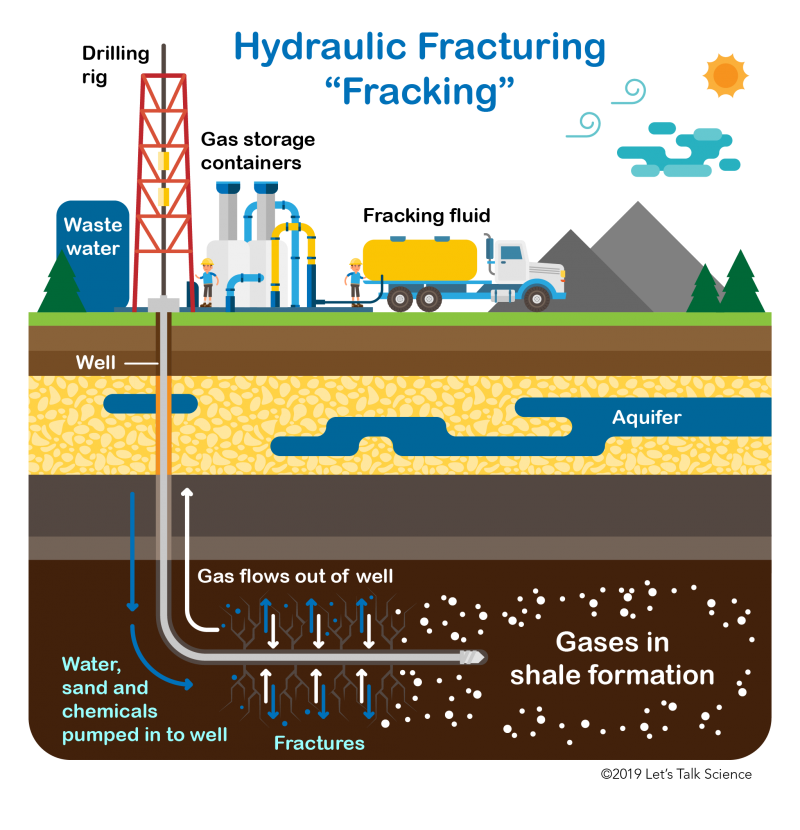 Hydraulic Fracturing
“Fracking”
Drilling
rig
Gas storage
containers
Waste
water
Fracking fluid
Well
Aquifer
Gas flows out of well
Gases in
shale formation
Water,
sand and
chemicals
pumped in to well
Fractures
©2019 Let’s Talk Science